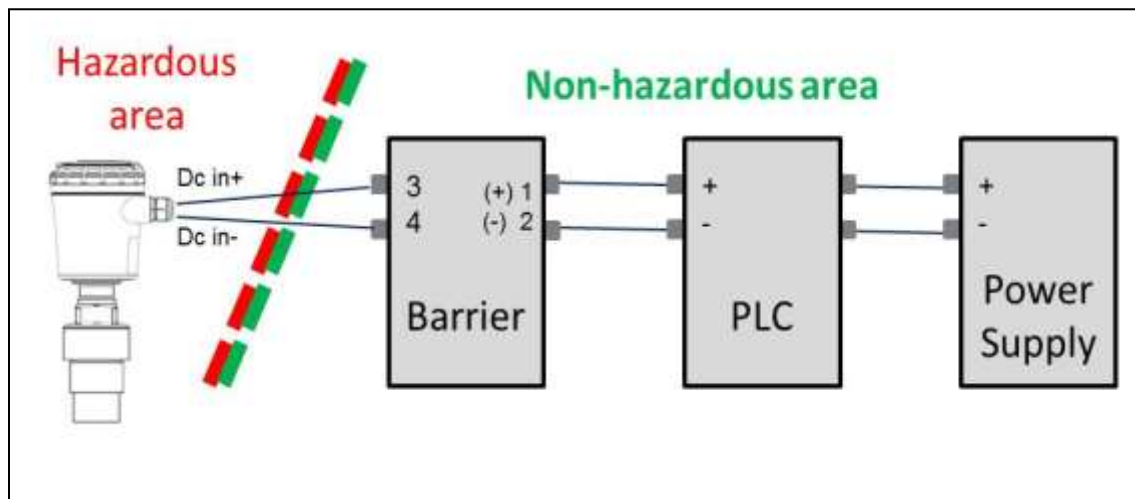 Hazardous
area
Non-hazardous area
Dc in+
Dc in-
3
4
(+) 1
(-) 2
Barrier
+
-
PLC
+
-
Power
Supply